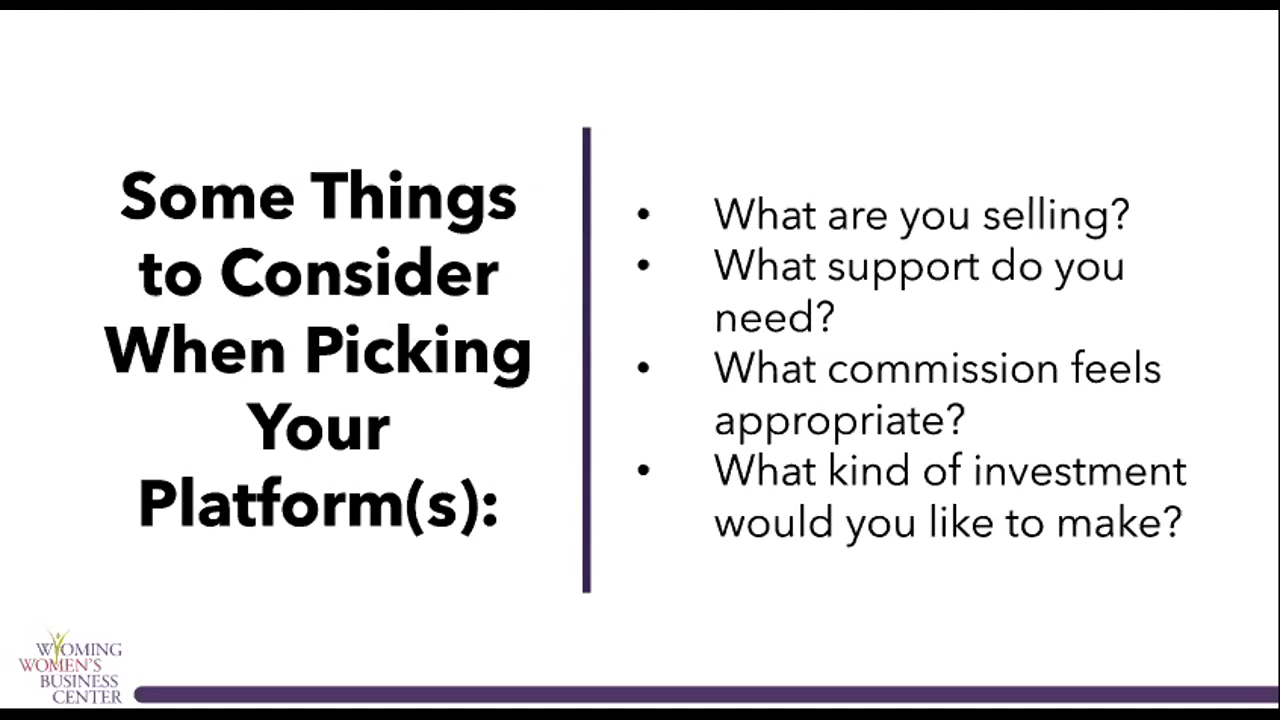 Some Things
to Consider
When Picking
Your
Platform(s):
• What are you selling?
• What support do you
need?
• What commission feels
appropriate?
• What kind of investment
would you like to make?
WYOMING
WOMEN'S
BUSINESS
CENTER